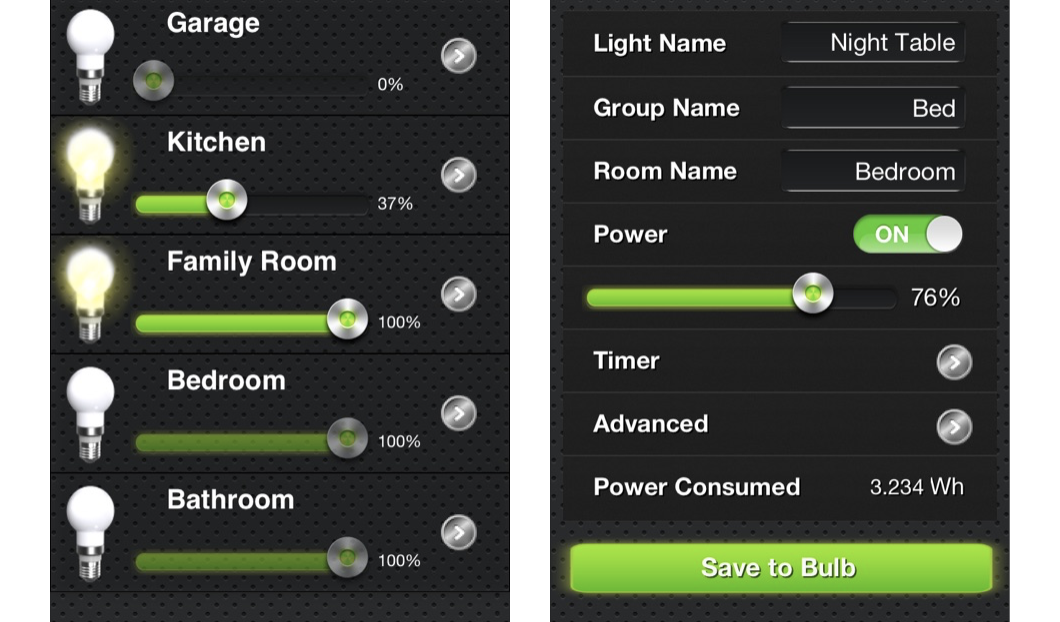 Garage
0%
Kitchen
37%
Family Room
100%
Bedroom
100%
Bathroom
100%
Light Name Night Table
Group Name Bed
Room Name Bedroom
Power ON
76%
Timer
Advanced
Power Consumed 3.234 Wh
Save to Bulb